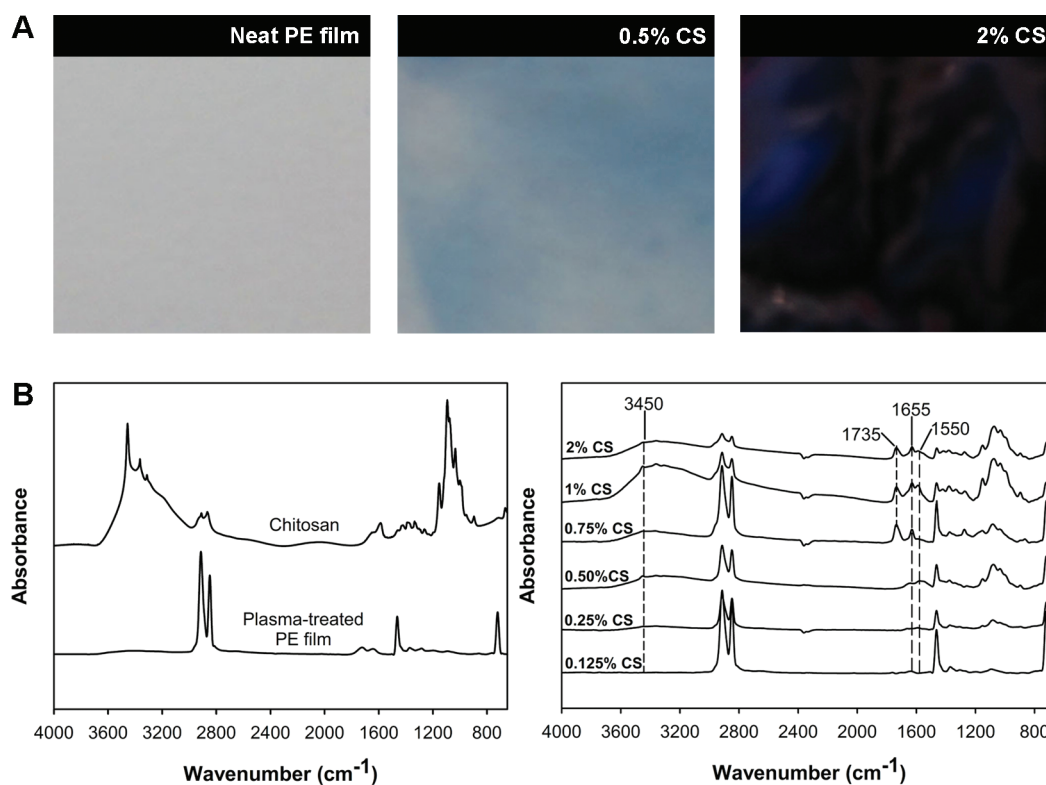 A
Neat PE film
0.5% CS
2% CS
B
Absorbance
Chitosan
Plasma-treated
PE film
4000 3600 3200 2800 2400 2000 1600 1200 800
Wavenumber (cm-1)
Absorbance
3450
1655
1735
1550
2% CS
1% CS
0.75% CS
0.50%CS
0.25% CS
0.125% CS
4000 3600 3200 2800 2400 2000 1600 1200 800
Wavenumber (cm-1)